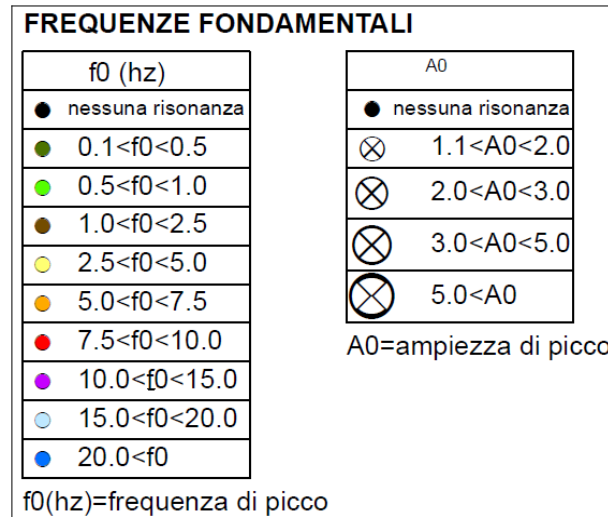 FREQUENZE FONDAMENTALI
f0 (hz)
nessuna risonanza
0.1<f0<0.5
0.5<f0<1.0
1.0<f0<2.5
2.5<f0<5.0
5.0<f0<7.5
7.5<f0<10.0
10.0<f0<15.0
15.0<f0<20.0
20.0<f0
f0(hz)=frequenza di picco
A0
nessuna risonanza
1.1<A0<2.0
2.0<A0<3.0
3.0<A0<5.0
5.0<A0
A0=ampiezza di picco